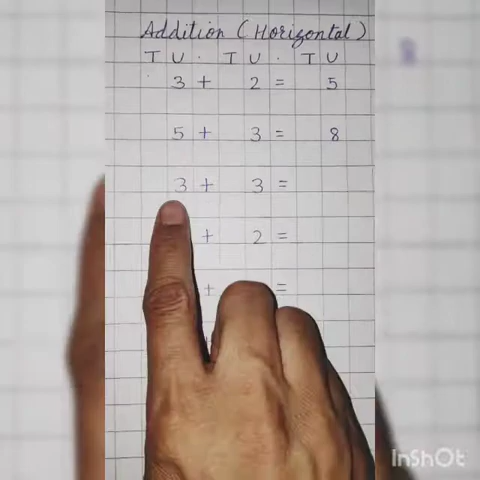 Addition (Horizontal)
T U . T U . T U
3 + 2 = 5
5 + 3 = 8
3 + 3 =
+ 2 =
+ =
InShOt